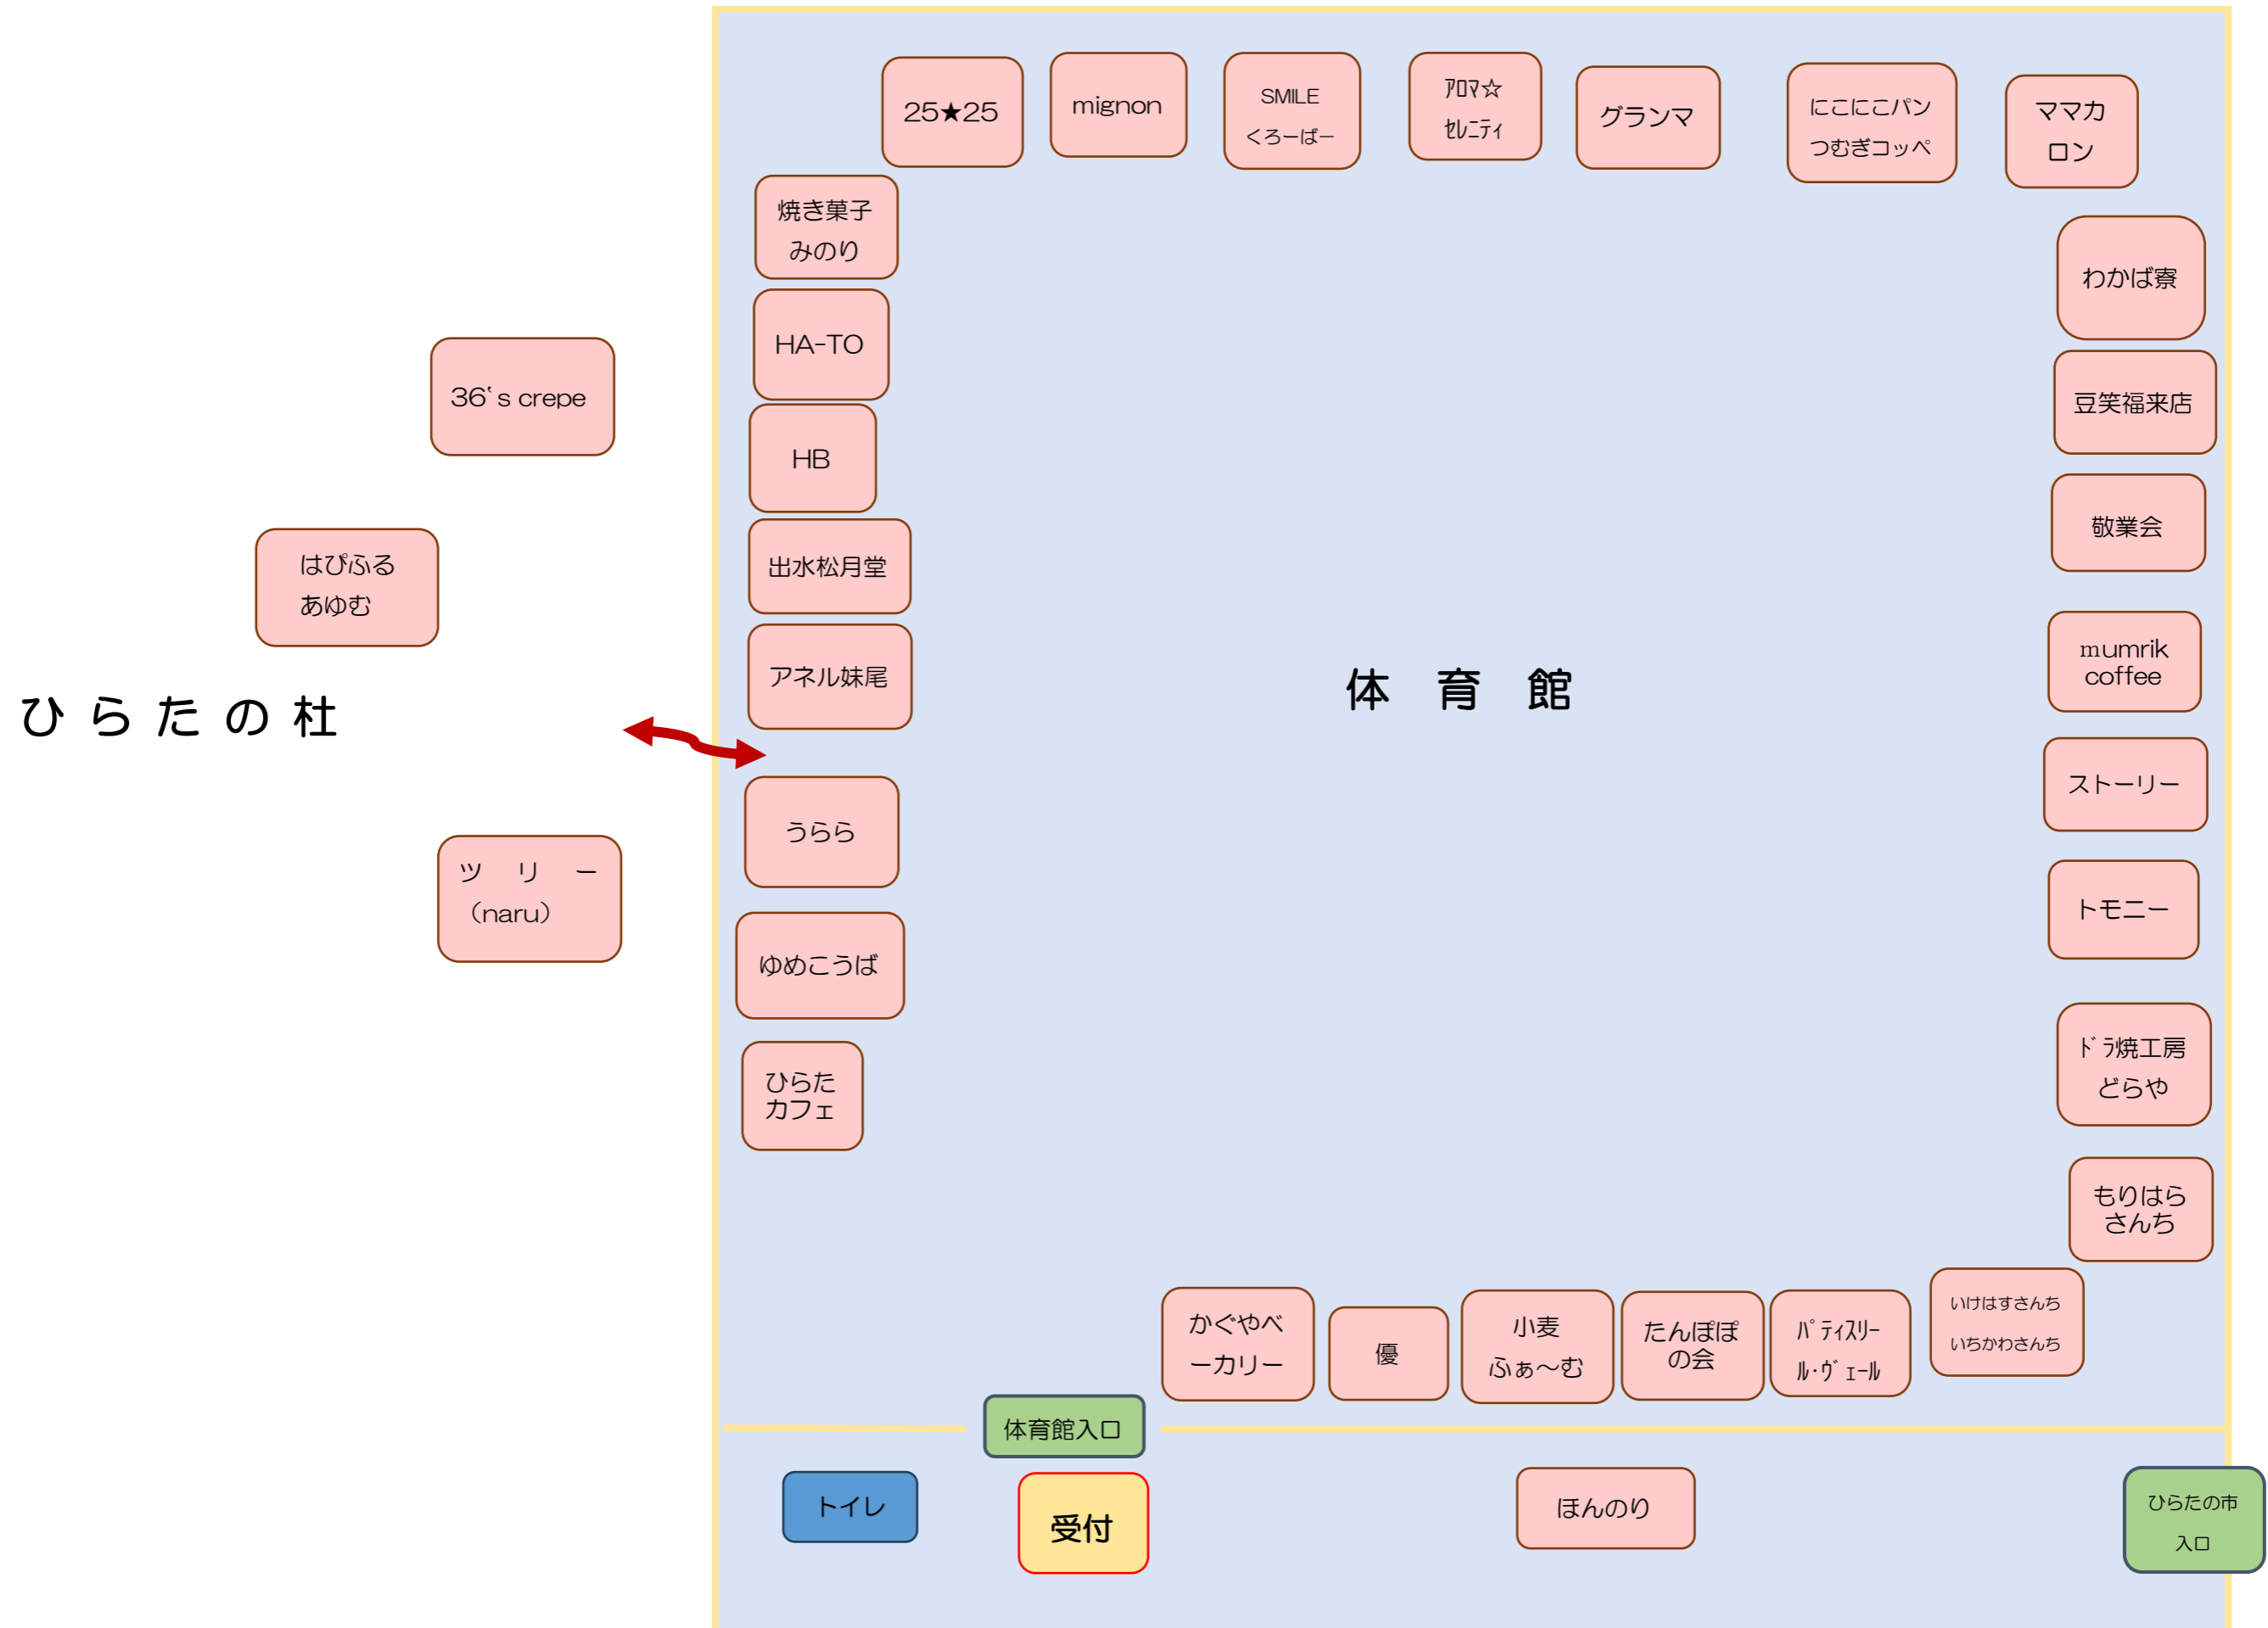 25★25
mignon
SMILE
くろーばー
ｱﾛﾏ☆
ｾﾚﾆﾃｨ
グランマ
にこにこパン
つむぎコッペ
ママカ
ロン
焼き菓子
みのり
わかば寮
HA-TO
36‘s crepe
豆笑福来店
HB
敬業会
はぴふる
あゆむ
出水松月堂
mumrik
coffee
アネル妹尾
体 育 館
ひ ら た の 杜
ストーリー
うらら
ツ リ ー
（naru）
トモニー
ゆめこうば
ﾄﾞﾗ焼工房
どらや
ひらた
カフェ
もりはら
さんち
かぐやベ
ーカリー
優
小麦
ふぁ～む
たんぽぽ
の会
ﾊﾟﾃｨｽﾘｰ
ﾙ･ｳﾞｪｰﾙ
いけはすさんち
いちかわさんち
体育館入口
トイレ
受付
ほんのり
ひらたの市
入口